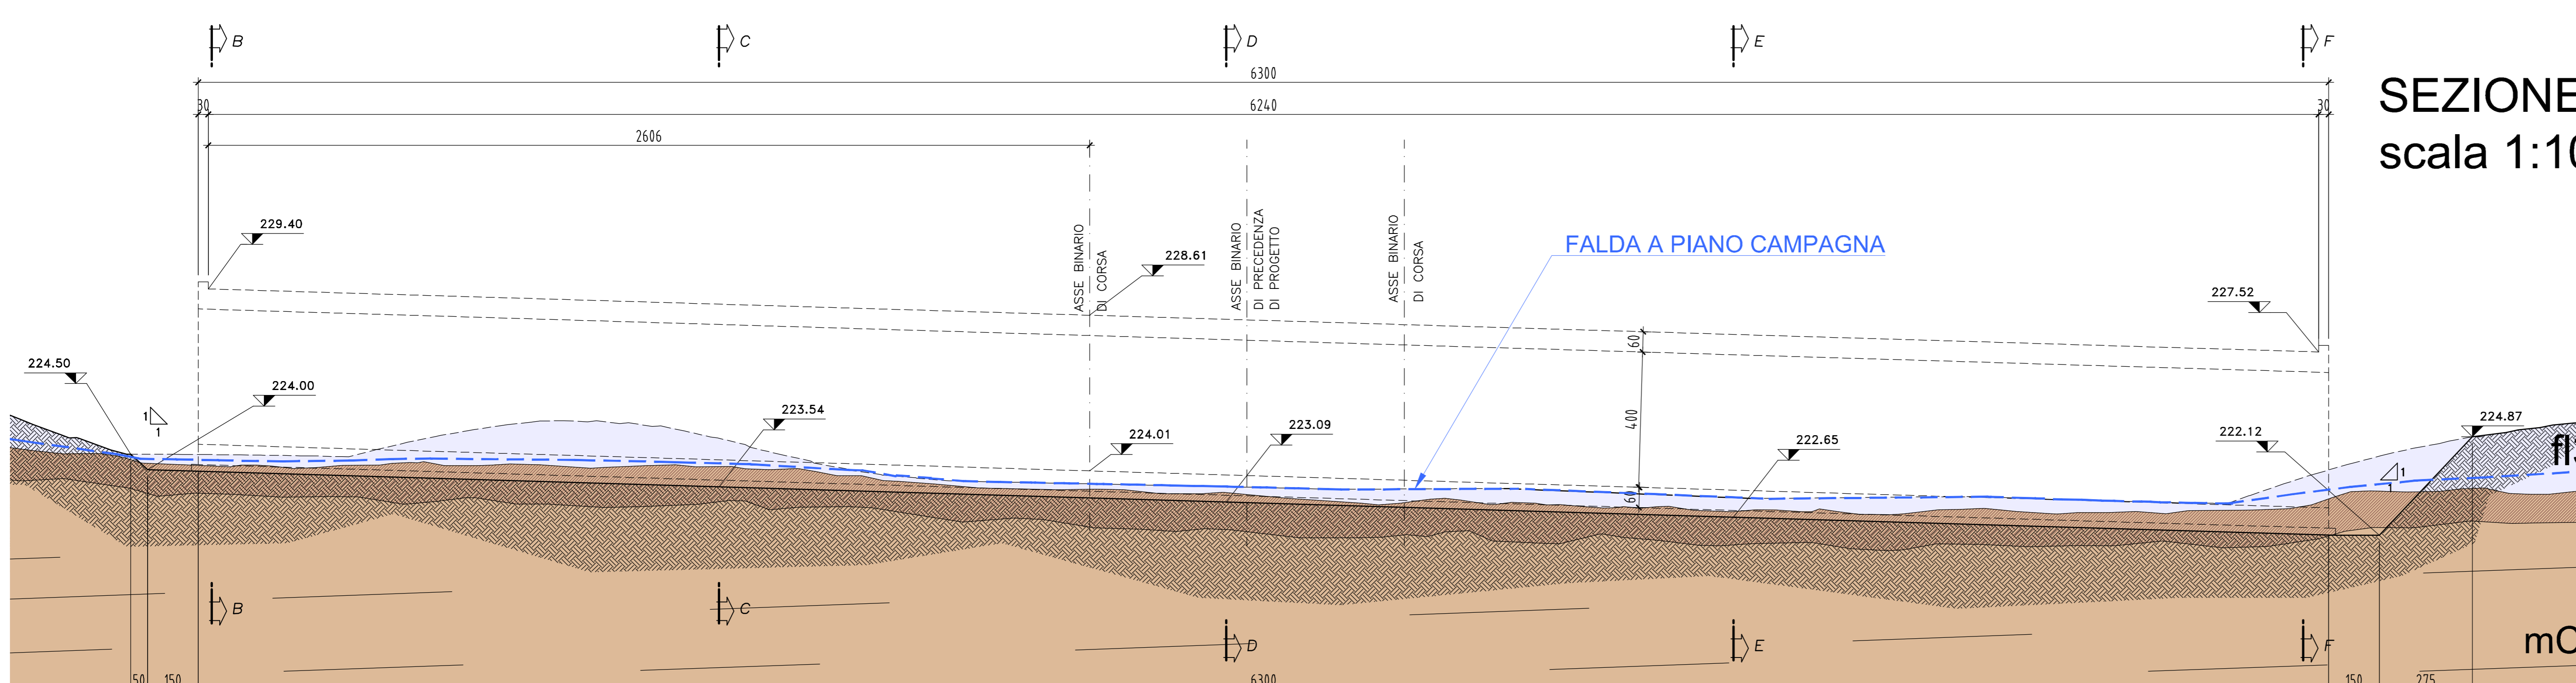 B
C
D
E
F
6300
30
6240
30
2606
SEZIONE
scala 1:10
229.40
ASSE BINARIO
DI CORSA
228.61
ASSE BINARIO
DI PRECEDENZA
DI PROGETTO
ASSE BINARIO
DI CORSA
FALDA A PIANO CAMPAGNA
227.52
60
400
60
224.50
224.00
1
1
223.54
224.01
223.09
222.65
222.12
224.87
1
1
B
C
D
E
F
50
150
6300
150
275